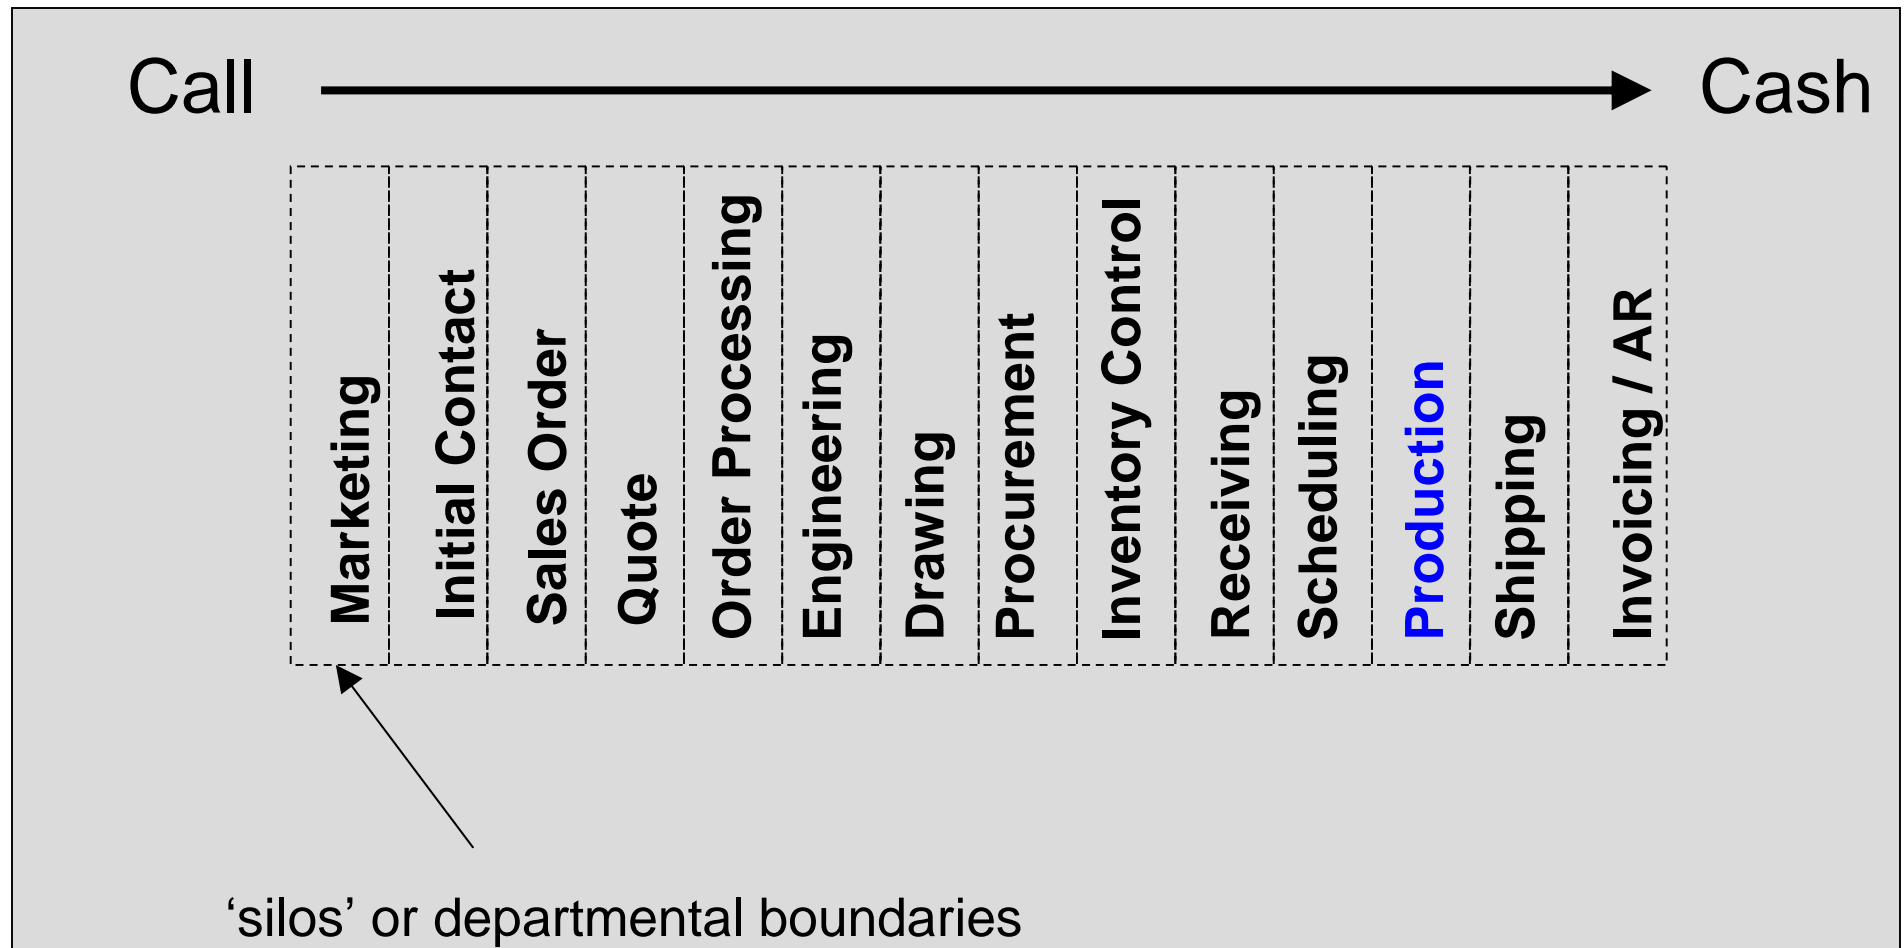 Call
Cash
Marketing
Initial Contact
Sales Order
Quote
Order Processing
Engineering
Drawing
Procurement
Inventory Control
Receiving
Scheduling
Production
Shipping
Invoicing / AR
‘silos’ or departmental boundaries